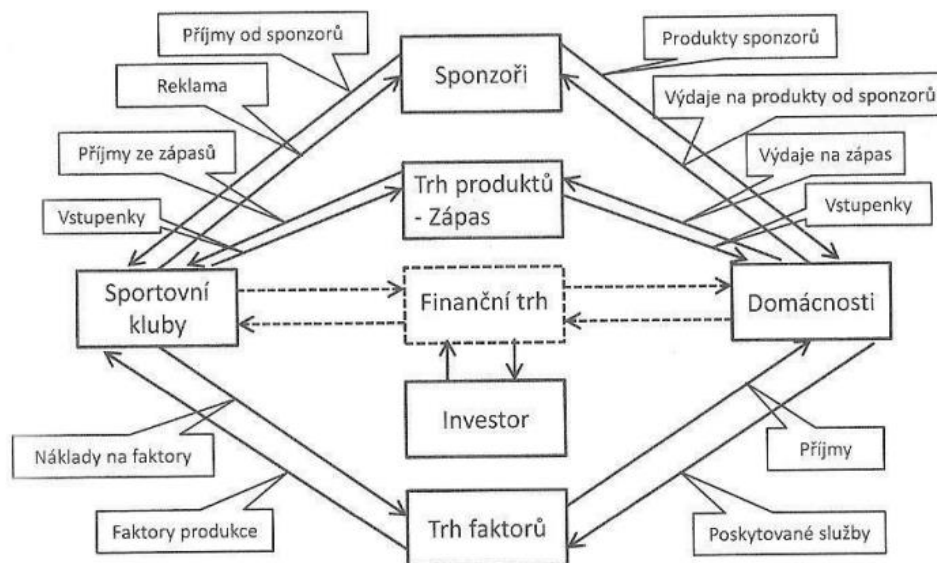 Příjmy od sponzorů
Sponzoři
Produkty sponzorů
Reklama
Výdaje na produkty od sponzorů
Příjmy ze zápasů
Trh produktů
- Zápas
Výdaje na zápas
Vstupenky
Vstupenky
Sportovní
kluby
Finanční trh
Domácnosti
Investor
Náklady na faktory
Příjmy
Faktory produkce
Trh faktorů
Poskytované služby